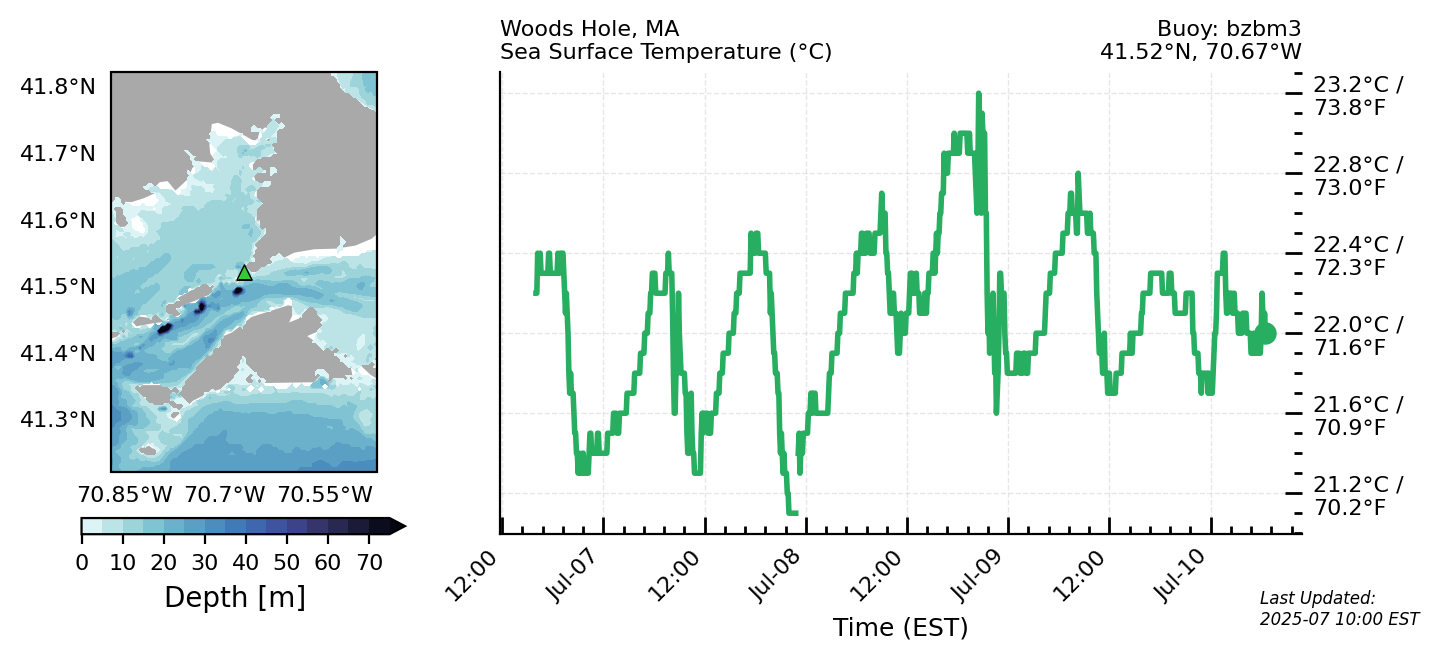 Woods Hole, MA
Sea Surface Temperature (°C)
Buoy: bzbm3
41.52°N, 70.67°W
41.8°N
41.7°N
41.6°N
41.5°N
41.4°N
41.3°N
70.85°W 70.7°W 70.55°W
0 10 20 30 40 50 60 70
Depth [m]
23.2°C /
73.8°F
22.8°C /
73.0°F
22.4°C /
72.3°F
22.0°C /
71.6°F
21.6°C /
70.9°F
21.2°C /
70.2°F
12:00
Jul-07
12:00
Jul-08
12:00
Jul-09
12:00
Jul-10
Time (EST)
Last Updated:
2025-07 10:00 EST